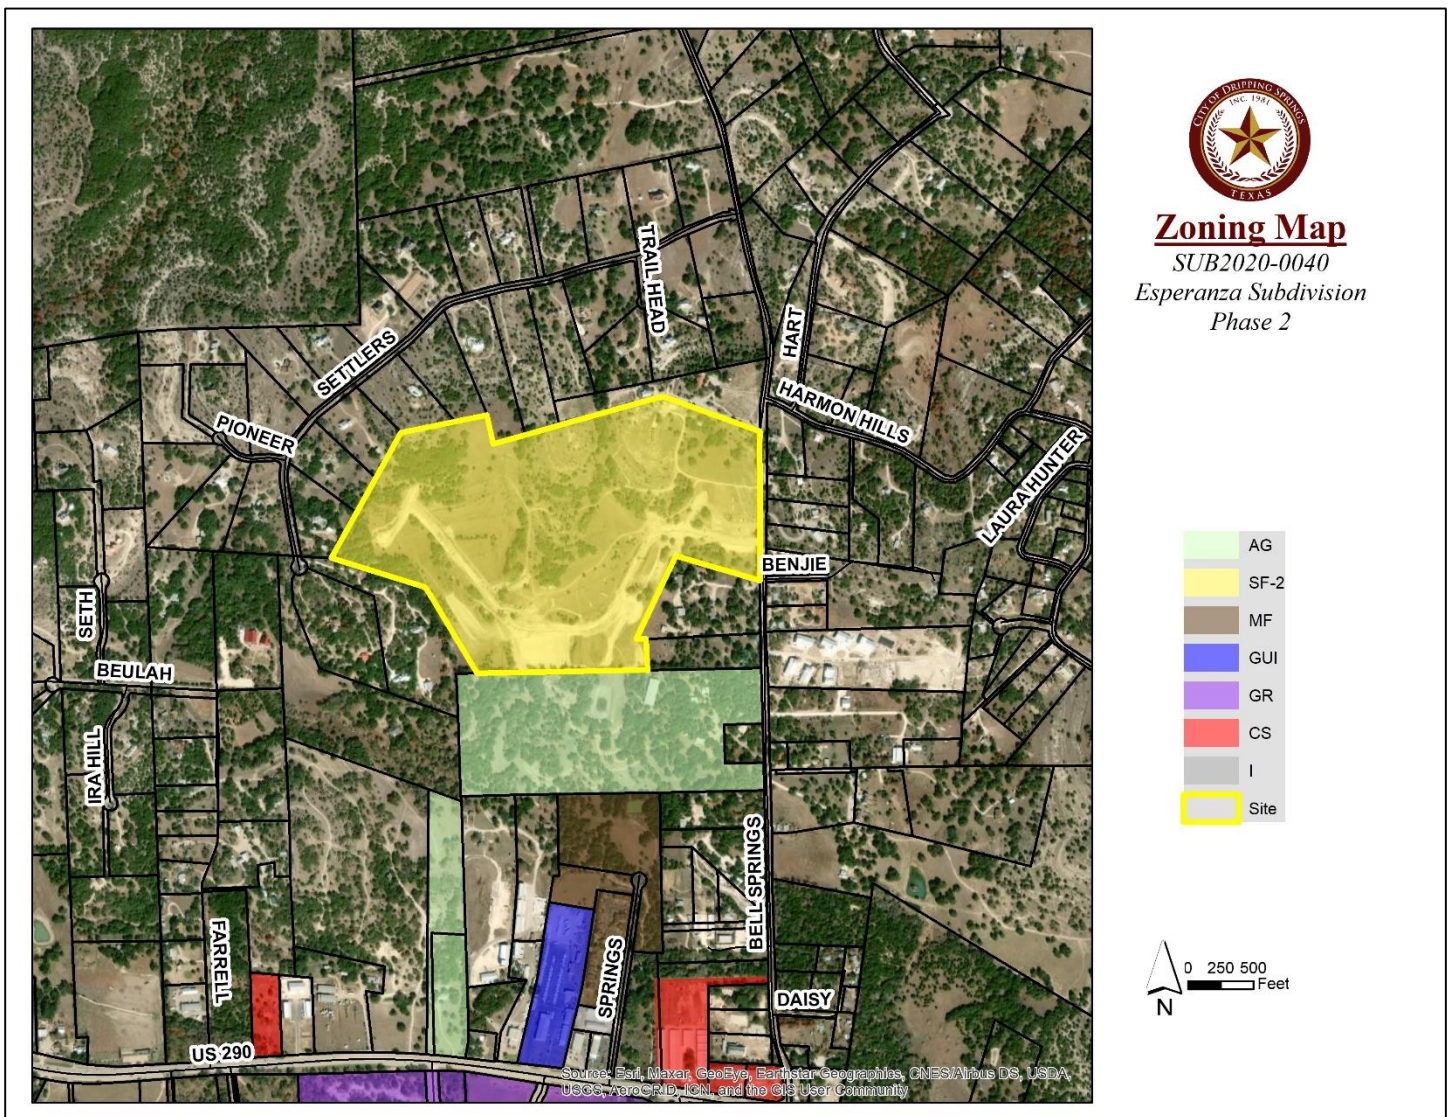 CITY OF DRIPPING SPRINGS
INC. 1981
TEXAS
Zoning Map
SUB2020-0040
Esperanza Subdivision
Phase 2
TRAIL HEAD
HART
SETTLERS
HARMON HILLS
PIONEER
LAURA HUNTER
BENJIE
SETH
BEULAH
IRA HILL
BELL SPRINGS
FARRELL
SPRINGS
DAISY
US 290
AG
SF-2
MF
GUI
GR
CS
I
Site
0 250 500
Feet
N
Source: Esri, Maxar, GeoEye, Earthstar Geographics, CNES/Airbus DS, USDA,
USGS, AeroGRID, IGN, and the GIS User Community